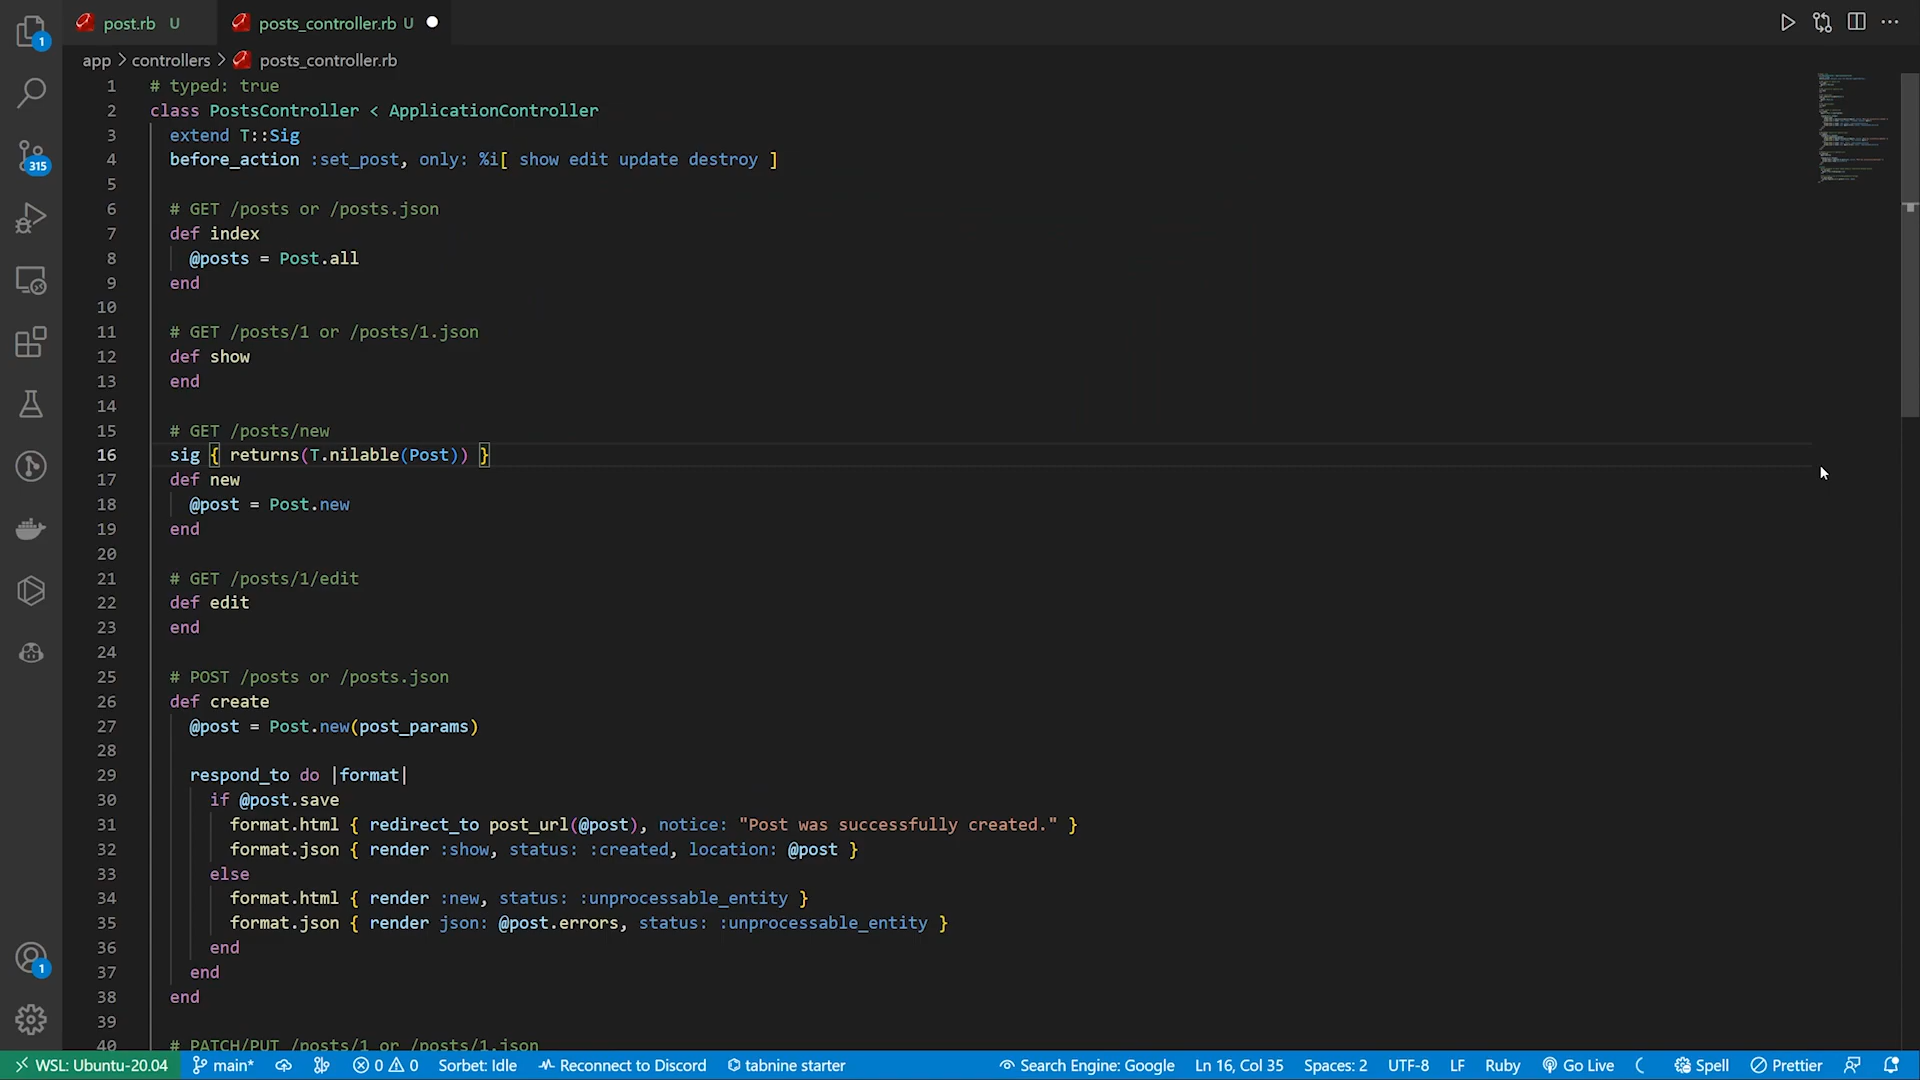 post.rb U posts_controller.rb U
app controllers posts_controller.rb
1 # typed: true
2 class PostsController < ApplicationController
3 extend T::Sig
4 before_action :set_post, only: %i[ show edit update destroy ]
5
6 # GET /posts or /posts.json
7 def index
8 @posts = Post.all
9 end
10
11 # GET /posts/1 or /posts/1.json
12 def show
13 end
14
15 # GET /posts/new
16 sig { returns(T.nilable(Post)) }
17 def new
18 @post = Post.new
19 end
20
21 # GET /posts/1/edit
22 def edit
23 end
24
25 # POST /posts or /posts.json
26 def create
27 @post = Post.new(post_params)
28
29 respond_to do |format|
30 if @post.save
31 format.html { redirect_to post_url(@post), notice: "Post was successfully created." }
32 format.json { render :show, status: :created, location: @post }
33 else
34 format.html { render :new, status: :unprocessable_entity }
35 format.json { render json: @post.errors, status: :unprocessable_entity }
36 end
37 end
38 end
39
40 # PATCH/PUT /posts/1 or /posts/1.json
1
315
1
WSL: Ubuntu-20.04 main* 0 0 Sorbet: Idle Reconnect to Discord tabnine starter Search Engine: Google Ln 16, Col 35 Spaces: 2 UTF-8 LF Ruby Go Live Spell Prettier